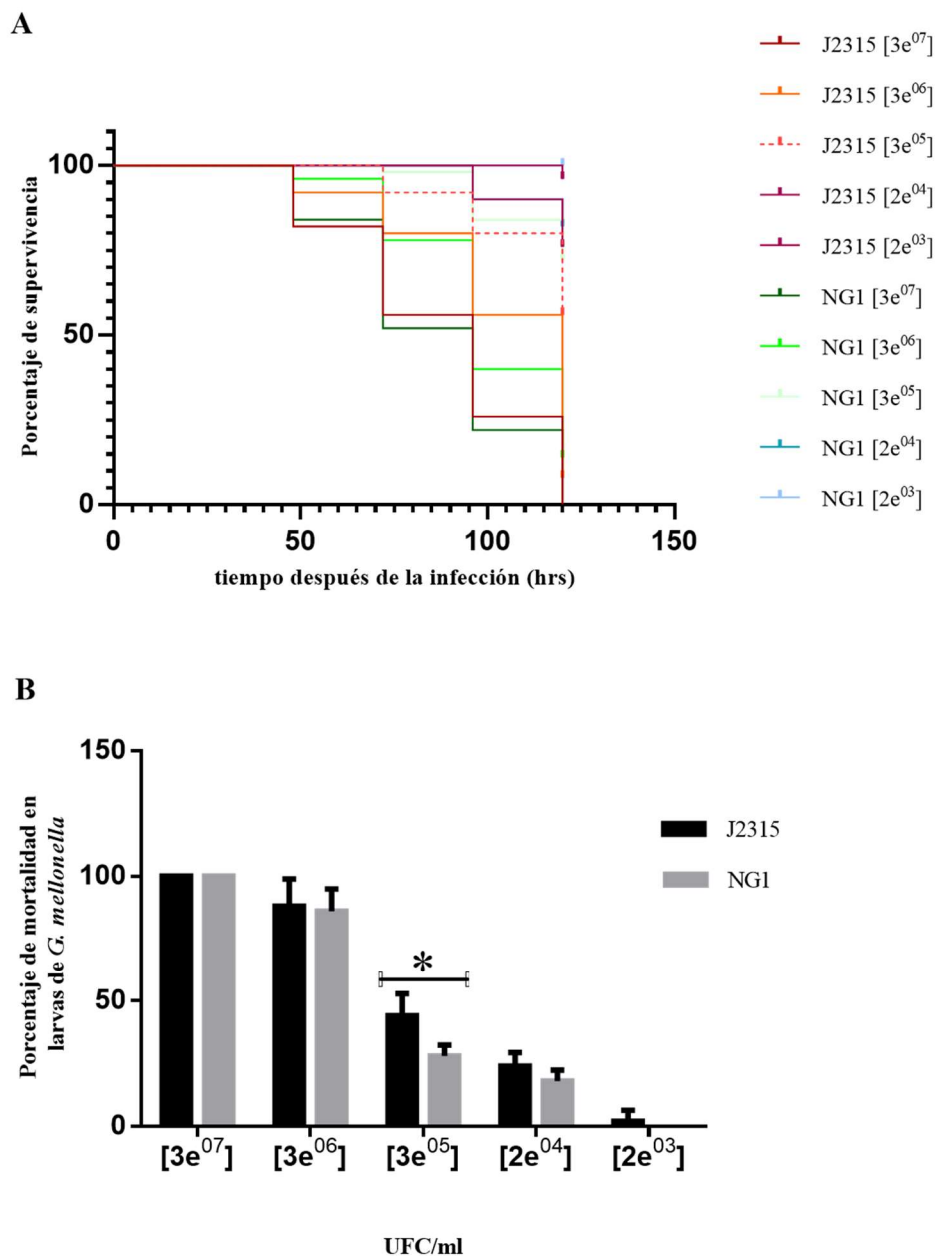 A
J2315 [3e07]
J2315 [3e06]
J2315 [3e05]
J2315 [2e04]
J2315 [2e03]
NG1 [3e07]
NG1 [3e06]
NG1 [3e05]
NG1 [2e04]
NG1 [2e03]
Porcentaje de supervivencia
100
50
0
0 50 100 150
tiempo después de la infección (hrs)
B
Porcentaje de mortalidad en
larvas de G. mellonella
150
100
50
0
*
J2315
NG1
[3e07] [3e06] [3e05] [2e04] [2e03]
UFC/ml